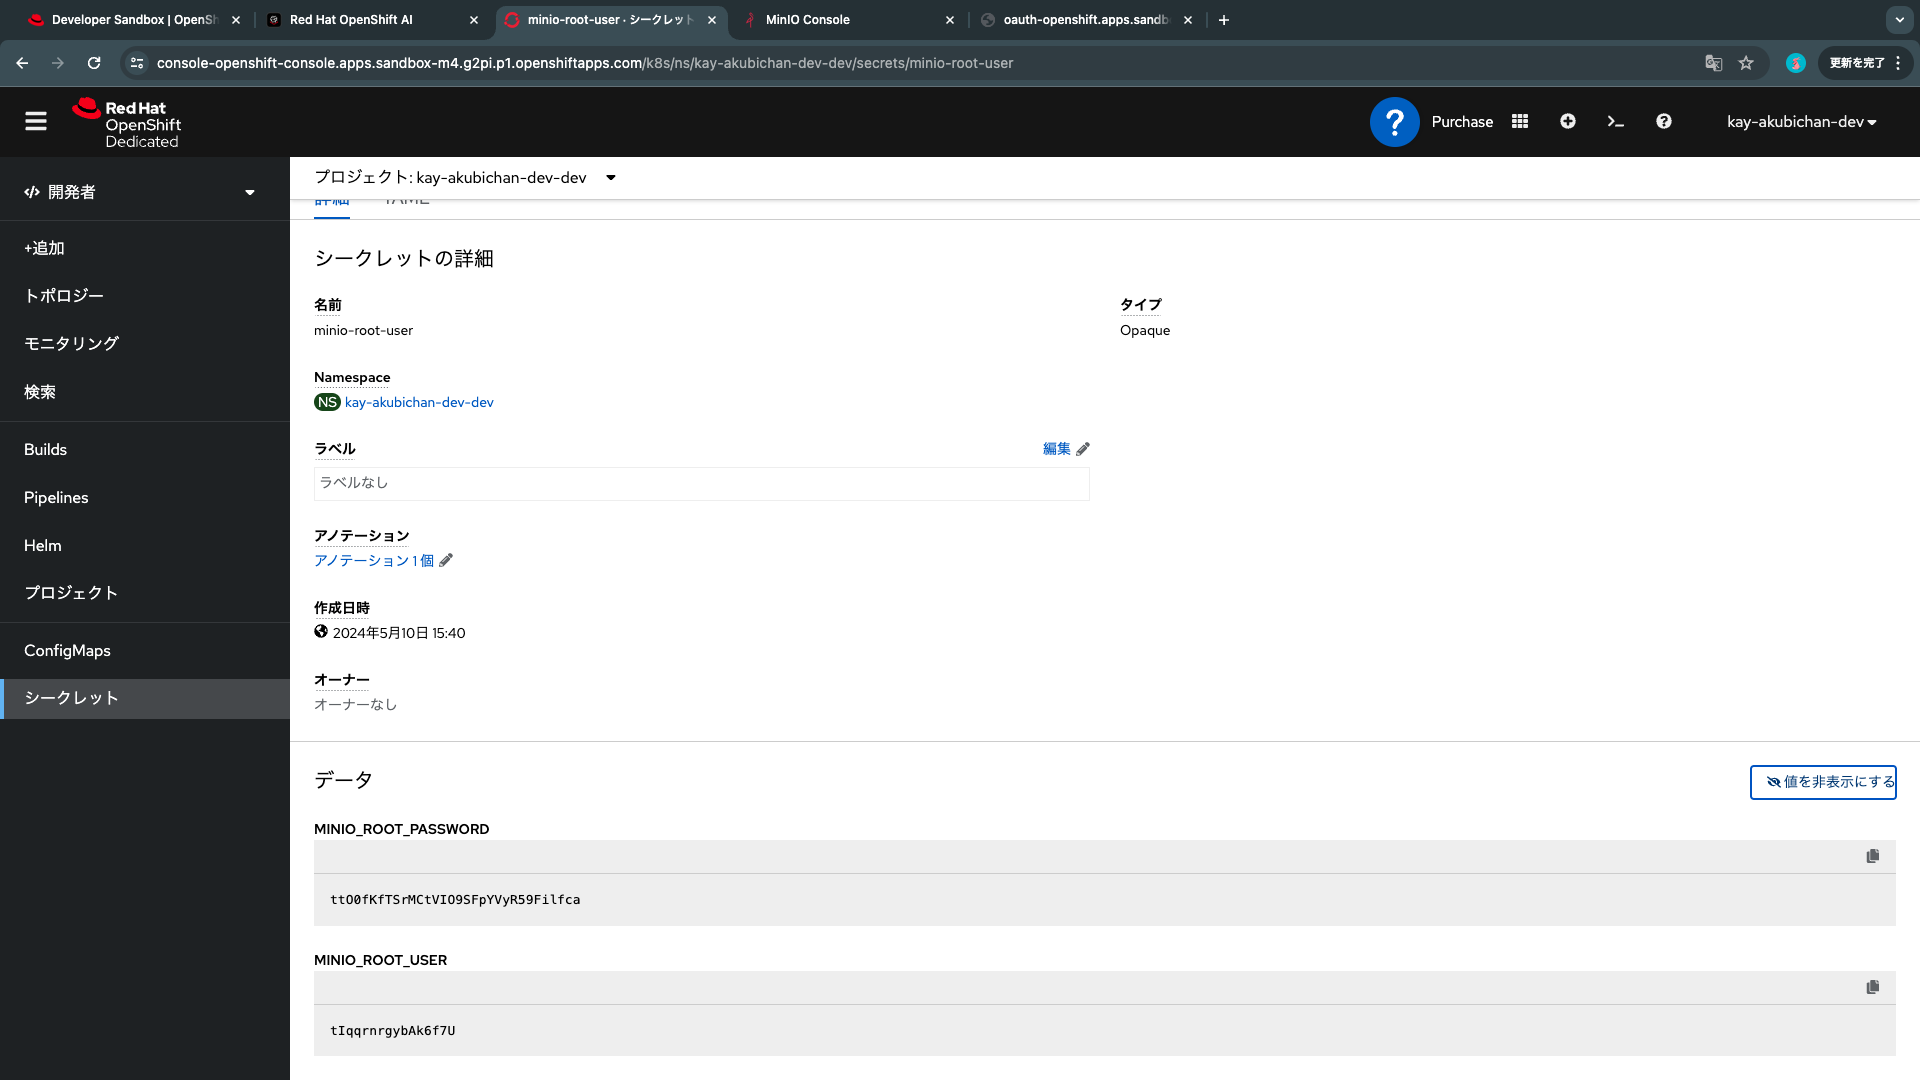 Developer Sandbox | OpenSh
Red Hat OpenShift AI
minio-root-user · シークレット
MinIO Console
oauth-openshift.apps.sandb
console-openshift-console.apps.sandbox-m4.g2pi.p1.openshiftapps.com/k8s/ns/kay-akubichan-dev-dev/secrets/minio-root-user
更新を完了
Red Hat
OpenShift
Dedicated
Purchase
kay-akubichan-dev
開発者
+追加
トポロジー
モニタリング
検索
Builds
Pipelines
Helm
プロジェクト
ConfigMaps
シークレット
プロジェクト: kay-akubichan-dev-dev
詳細 YAML
シークレットの詳細
名前
minio-root-user
タイプ
Opaque
Namespace
NS kay-akubichan-dev-dev
ラベル
編集
ラベルなし
アノテーション
アノテーション 1 個
作成日時
2024年5月10日 15:40
オーナー
オーナーなし
データ
値を非表示にする
MINIO_ROOT_PASSWORD
ttO0fKfTSrMCtVIO9SFpYVyR59Filfca
MINIO_ROOT_USER
tIqqrnrgybAk6f7U